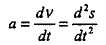 a = dv/dt = d²s/dt²